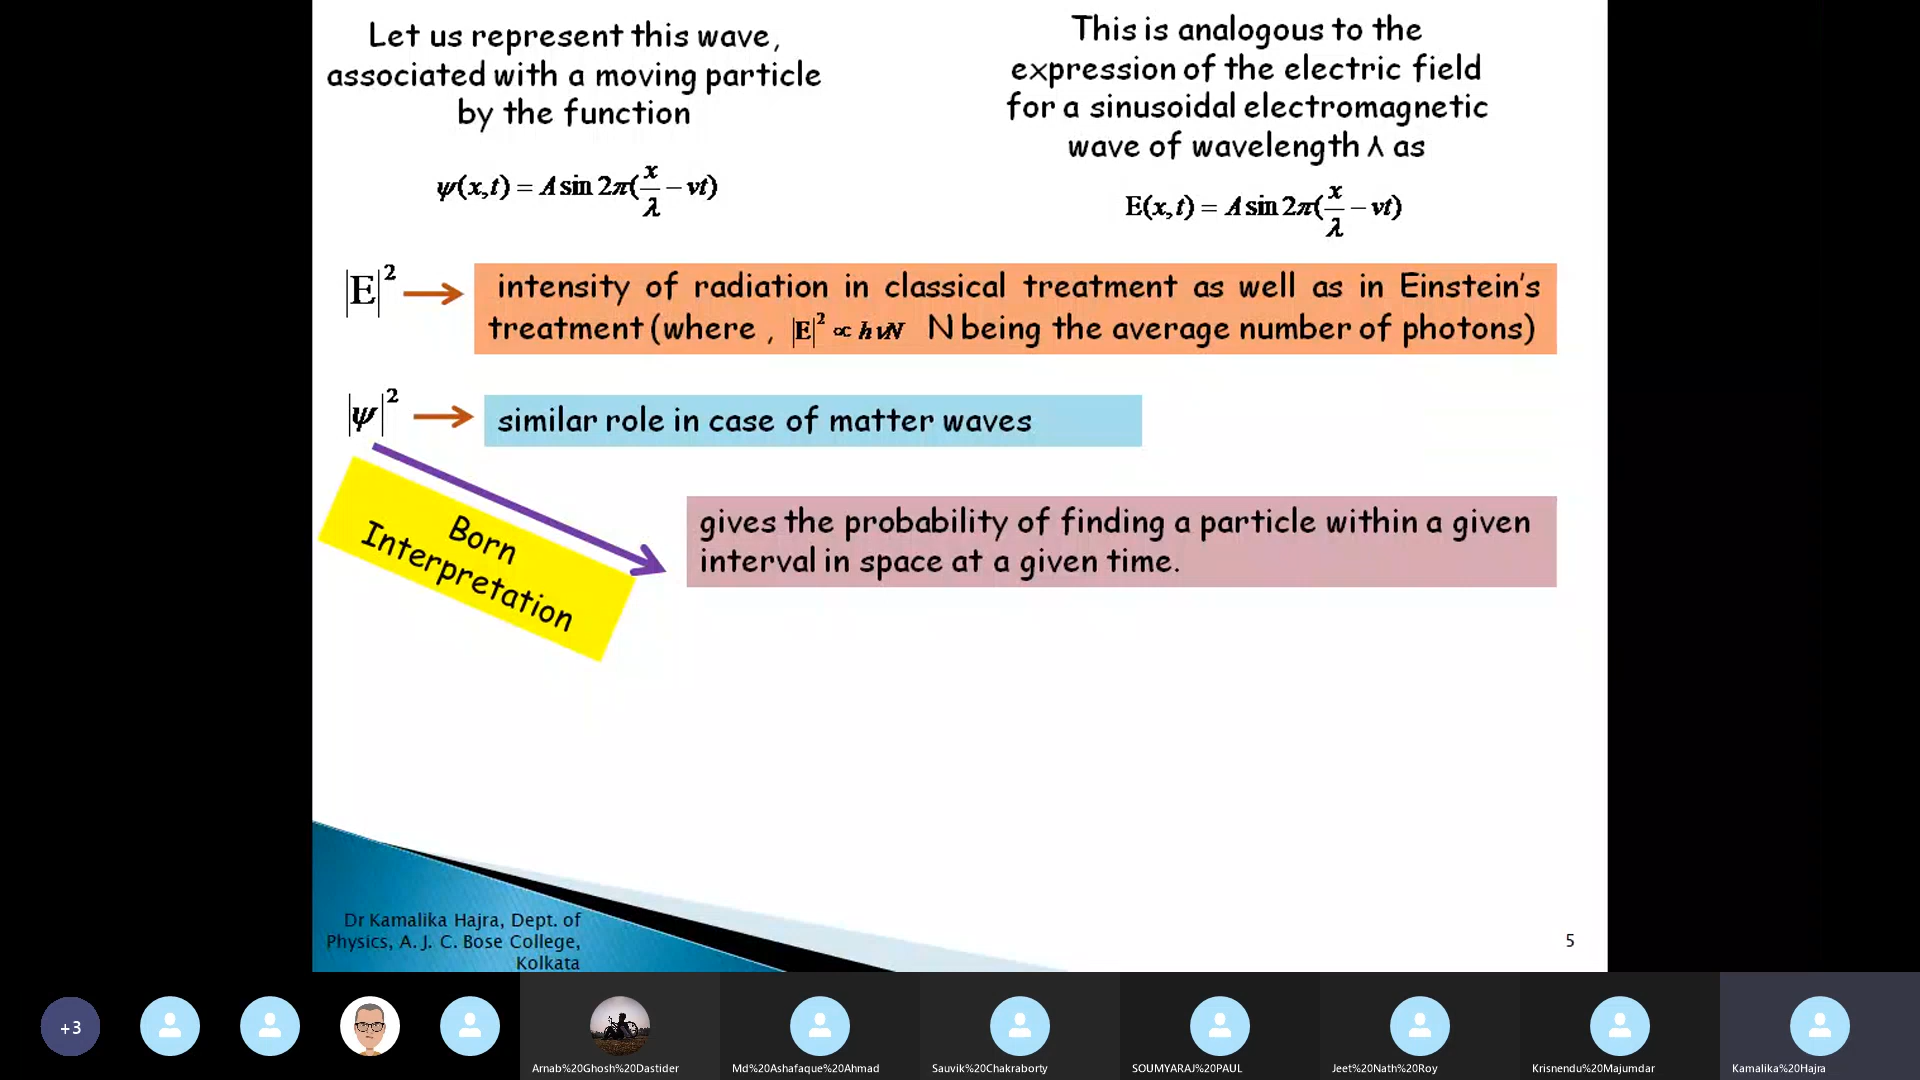 Let us represent this wave,
associated with a moving particle
by the function
ψ(x,t) = A sin 2π(x/λ − νt)
This is analogous to the
expression of the electric field
for a sinusoidal electromagnetic
wave of wavelength λ as
E(x,t) = A sin 2π(x/λ − νt)
|E|² → intensity of radiation in classical treatment as well as in Einstein's
treatment (where , |E|² ∝ hνN N being the average number of photons)
|ψ|² → similar role in case of matter waves
Born
Interpretation
gives the probability of finding a particle within a given
interval in space at a given time.
Dr Kamalika Hajra, Dept. of
Physics, A. J. C. Bose College,
Kolkata
5
+3
Arnab%20Ghosh%20Dastider
Md%20Ashafaque%20Ahmad
Sauvik%20Chakraborty
SOUMYARAJ%20PAUL
Jeet%20Nath%20Roy
Krisnendu%20Majumdar
Kamalika%20Hajra